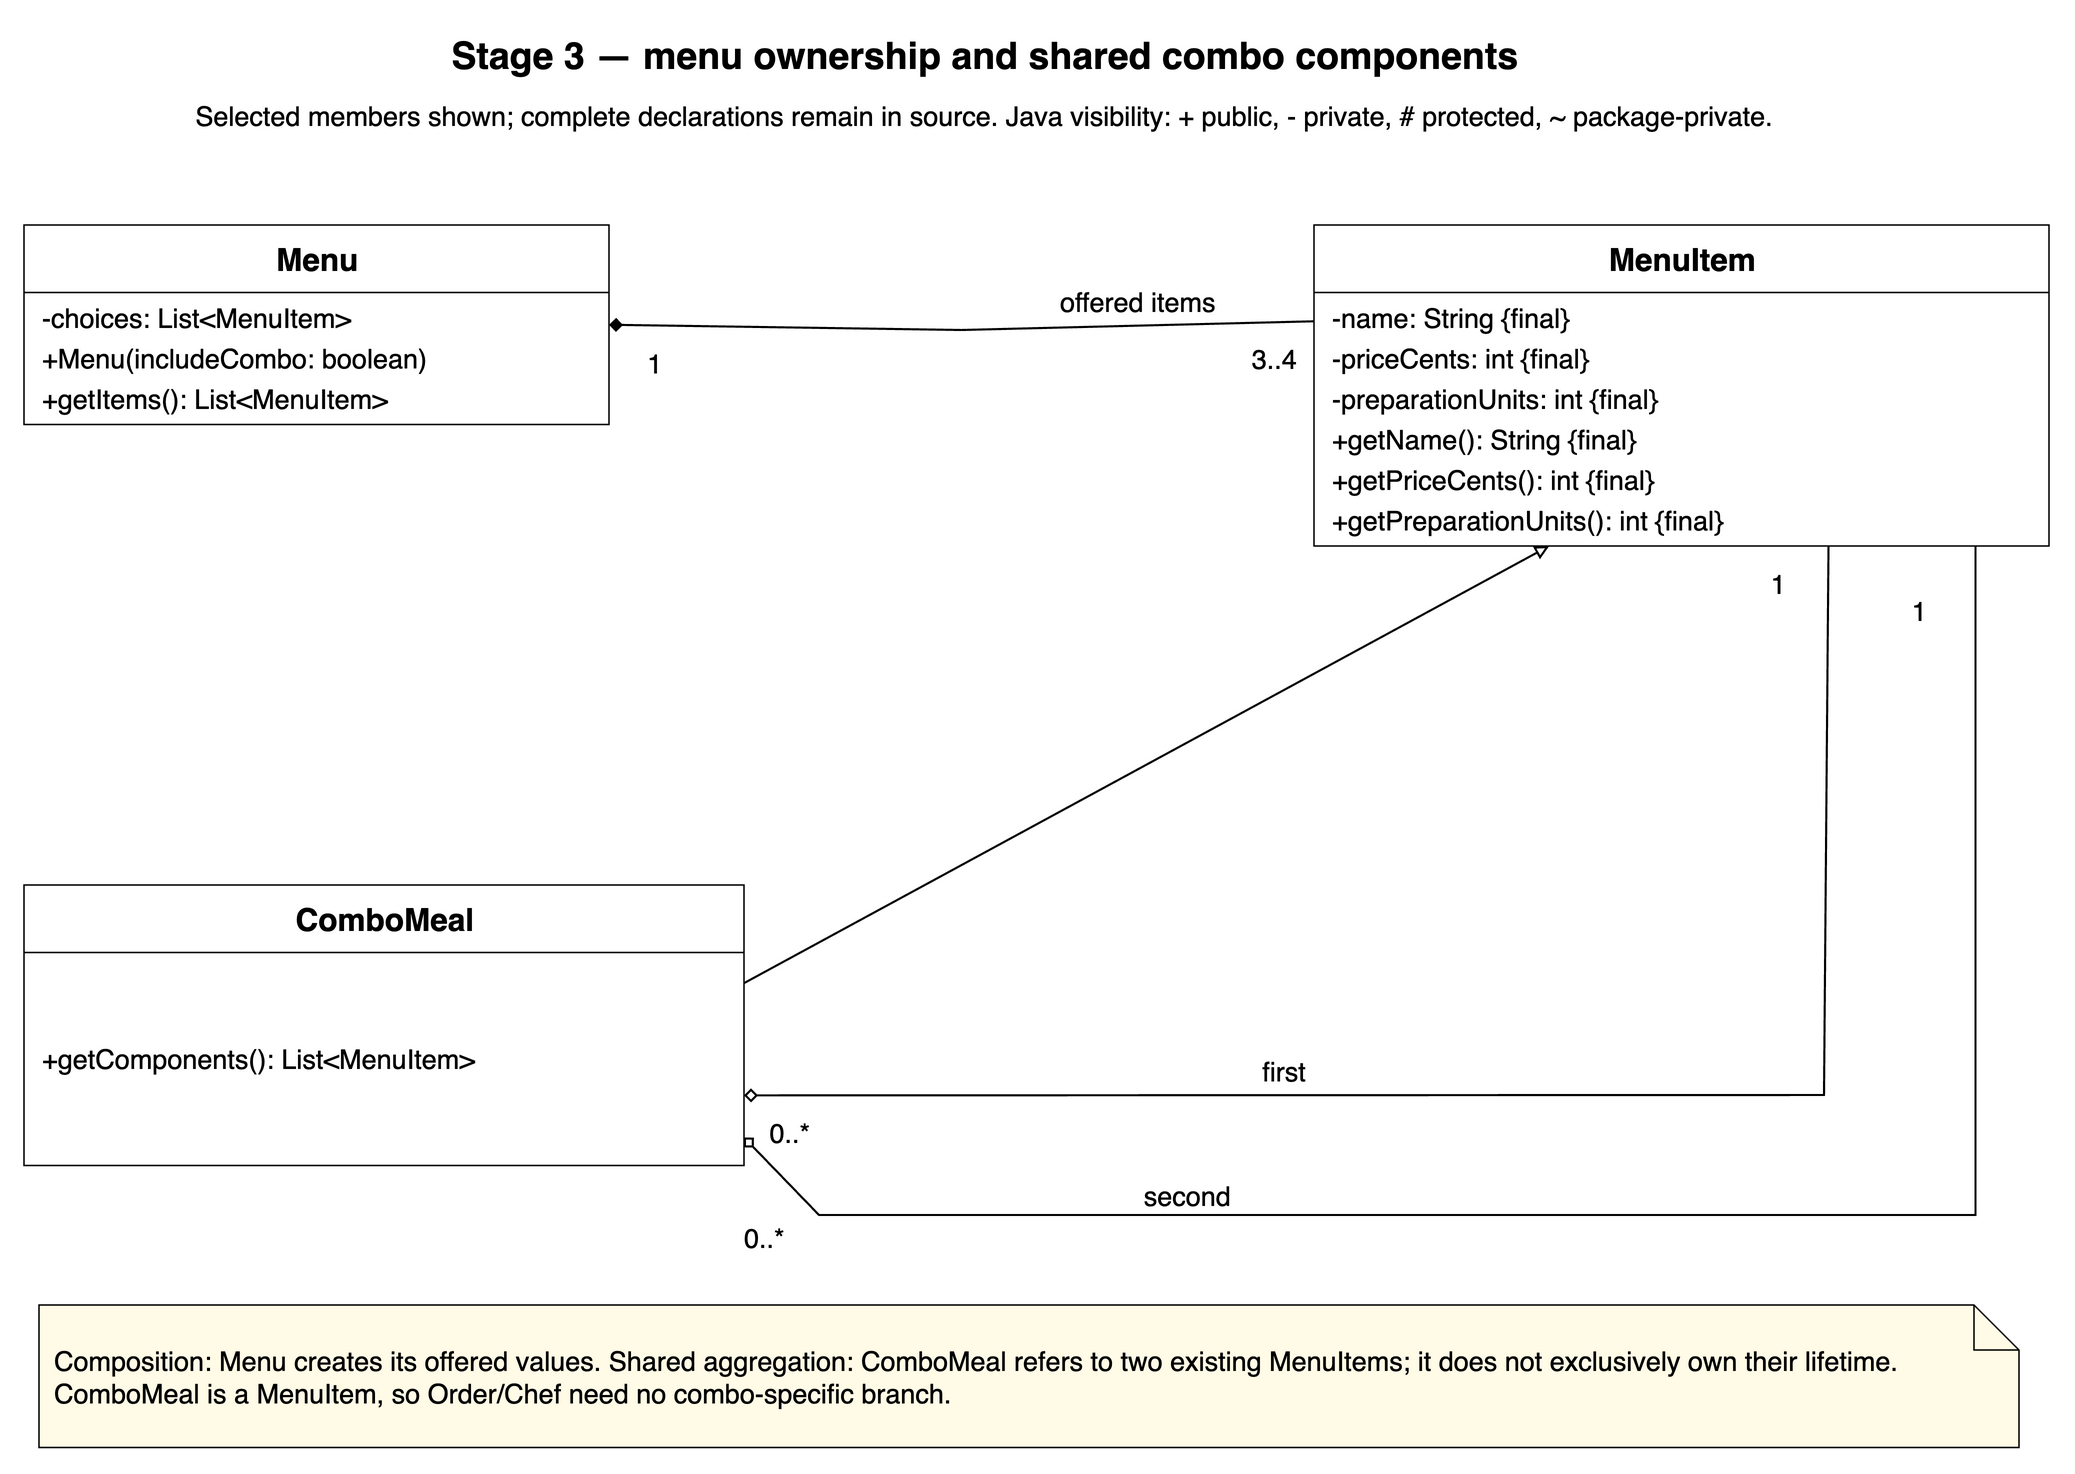 Stage 3 — menu ownership and shared combo components
Selected members shown; complete declarations remain in source. Java visibility: + public, - private, # protected, ~ package-private.
Menu
-choices: List<MenuItem>
+Menu(includeCombo: boolean)
+getItems(): List<MenuItem>
offered items
1
3..4
MenuItem
-name: String {final}
-priceCents: int {final}
-preparationUnits: int {final}
+getName(): String {final}
+getPriceCents(): int {final}
+getPreparationUnits(): int {final}
1
1
ComboMeal
+getComponents(): List<MenuItem>
first
0..*
second
0..*
Composition: Menu creates its offered values. Shared aggregation: ComboMeal refers to two existing MenuItems; it does not exclusively own their lifetime.
ComboMeal is a MenuItem, so Order/Chef need no combo-specific branch.